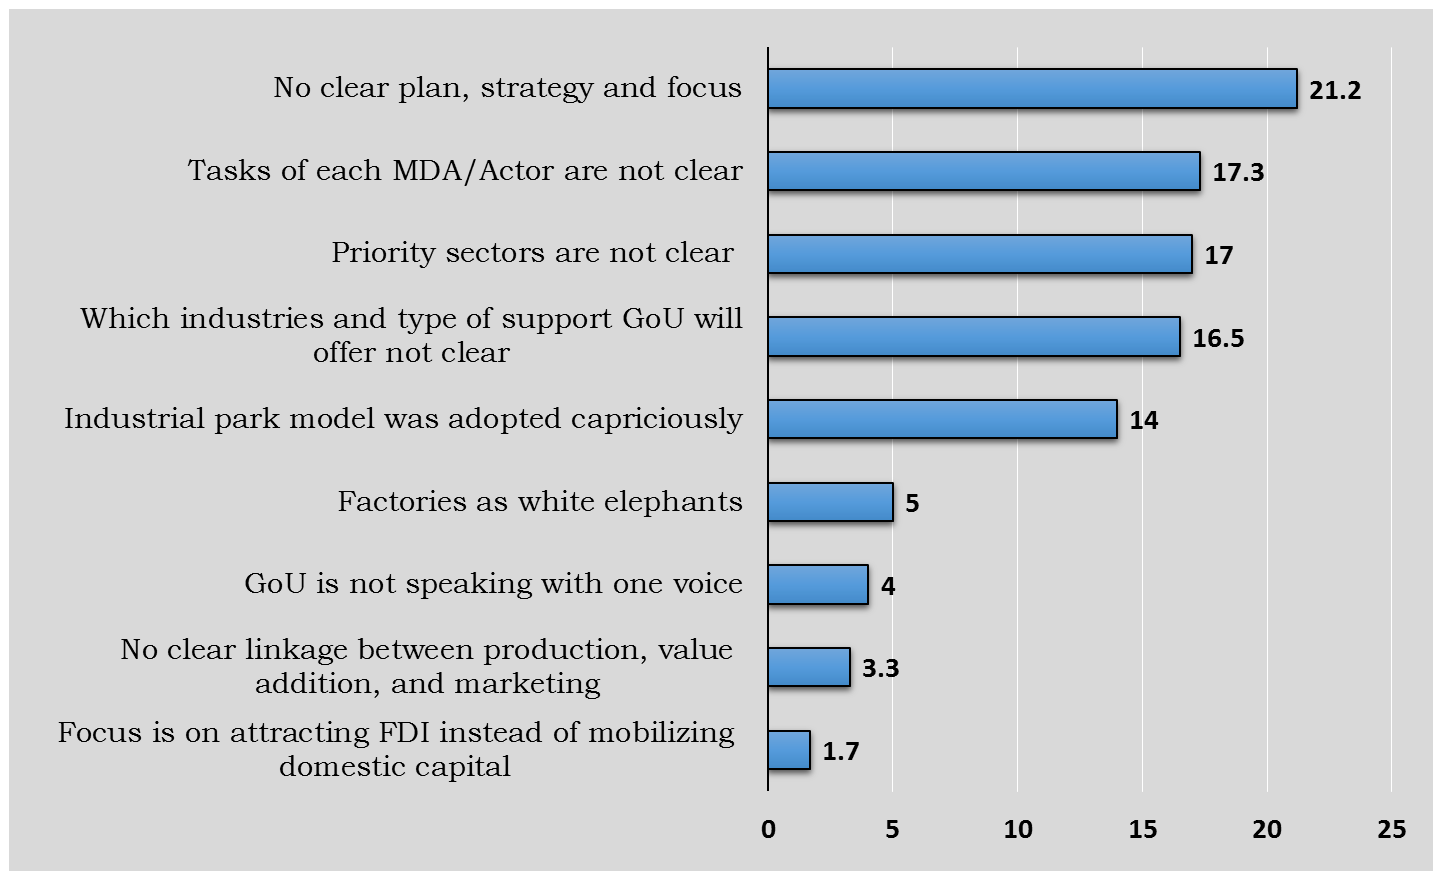 No clear plan, strategy and focus
21.2
Tasks of each MDA/Actor are not clear
17.3
Priority sectors are not clear
17
Which industries and type of support GoU will
offer not clear
16.5
Industrial park model was adopted capriciously
14
Factories as white elephants
5
GoU is not speaking with one voice
4
No clear linkage between production, value
addition, and marketing
3.3
Focus is on attracting FDI instead of mobilizing
domestic capital
1.7
0 5 10 15 20 25